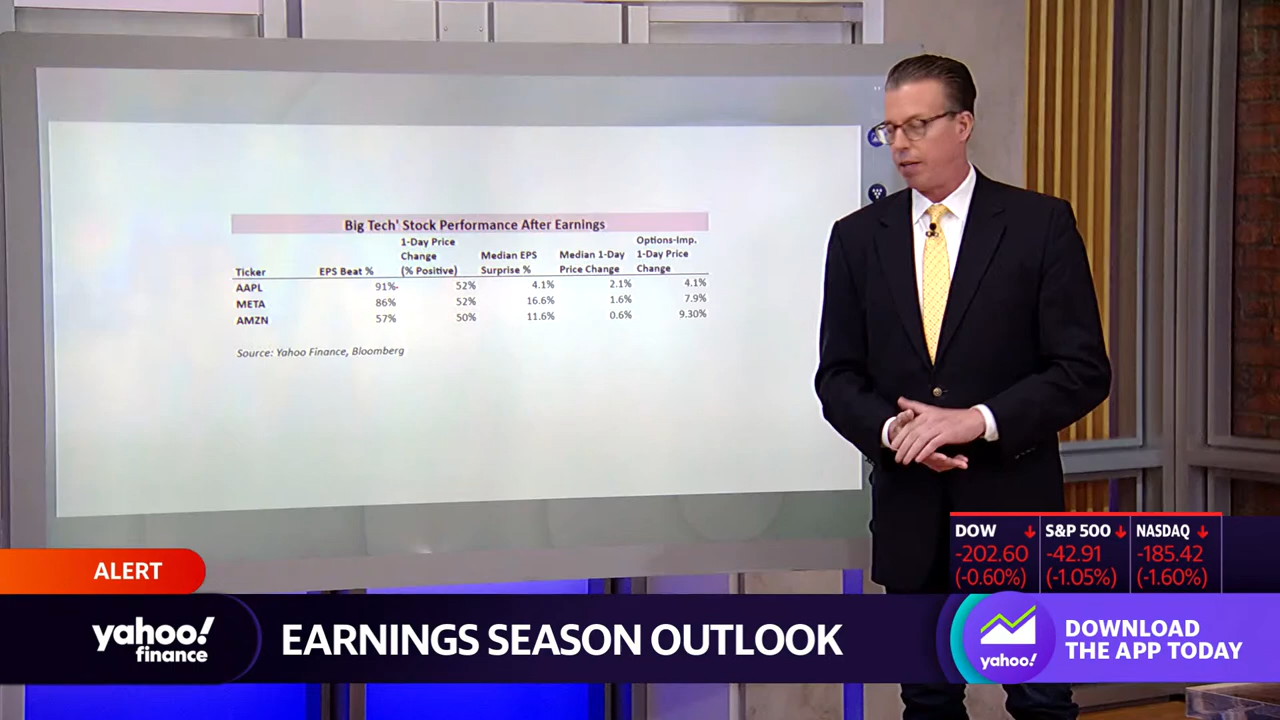 Big Tech' Stock Performance After Earnings
Ticker EPS Beat % 1-Day Price Change (% Positive) Median EPS Surprise % Median 1-Day Price Change Options-Imp. 1-Day Price Change
AAPL 91% 52% 4.1% 2.1% 4.1%
META 86% 52% 16.6% 1.6% 7.9%
AMZN 57% 50% 11.6% 0.6% 9.30%
Source: Yahoo Finance, Bloomberg
DOW S&P 500 NASDAQ
-202.60 -42.91 -185.42
(-0.60%) (-1.05%) (-1.60%)
ALERT
yahoo!
finance
EARNINGS SEASON OUTLOOK
yahoo!
DOWNLOAD
THE APP TODAY